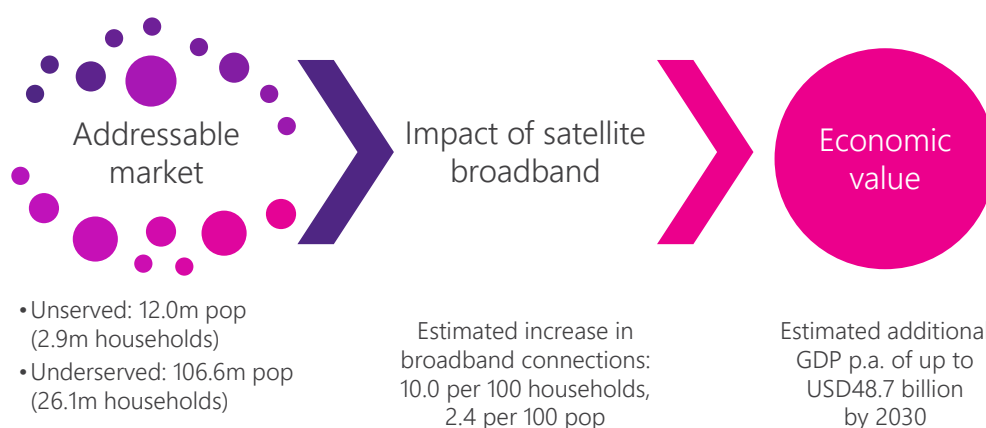 Addressable
market
Impact of satellite
broadband
Economic
value
• Unserved: 12.0m pop
(2.9m households)
• Underserved: 106.6m pop
(26.1m households)
Estimated increase in
broadband connections:
10.0 per 100 households,
2.4 per 100 pop
Estimated additional
GDP p.a. of up to
USD48.7 billion
by 2030